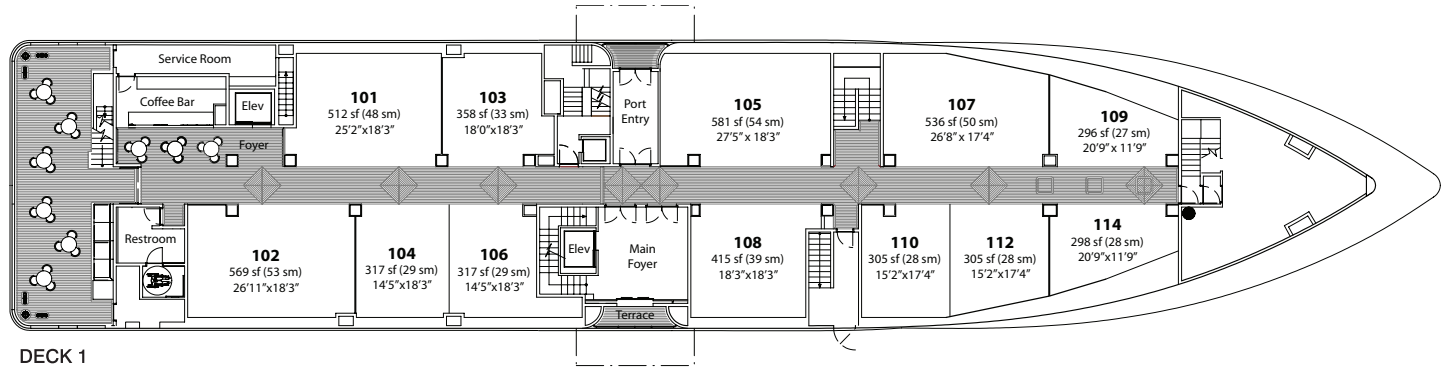 Service Room
Coffee Bar
Elev
Foyer
101
512 sf (48 sm)
25'2"x18'3"
103
358 sf (33 sm)
18'0"x18'3"
Port
Entry
105
581 sf (54 sm)
27'5" x 18'3"
107
536 sf (50 sm)
26'8" x 17'4"
109
296 sf (27 sm)
20'9" x 11'9"
Restroom
102
569 sf (53 sm)
26'11"x18'3"
104
317 sf (29 sm)
14'5"x18'3"
106
317 sf (29 sm)
14'5"x18'3"
Elev
Main
Foyer
Terrace
108
415 sf (39 sm)
18'3"x18'3"
110
305 sf (28 sm)
15'2"x17'4"
112
305 sf (28 sm)
15'2"x17'4"
114
298 sf (28 sm)
20'9"x11'9"
DECK 1